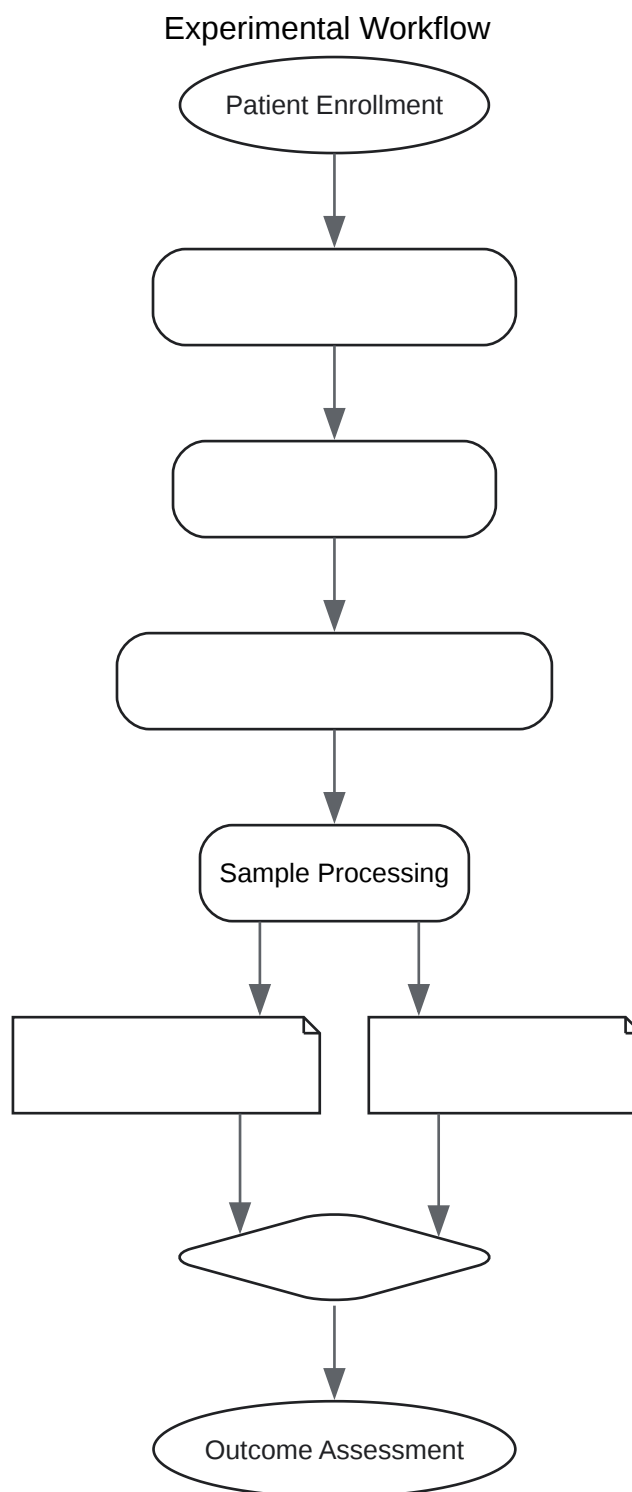 Experimental Workflow
Patient Enrollment
Sample Processing
Outcome Assessment